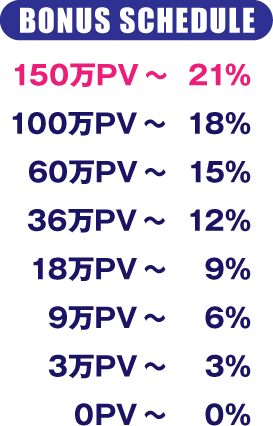 BONUS SCHEDULE
150万PV～ 21%
100万PV～ 18%
60万PV～ 15%
36万PV～ 12%
18万PV～ 9%
9万PV～ 6%
3万PV～ 3%
0PV～ 0%